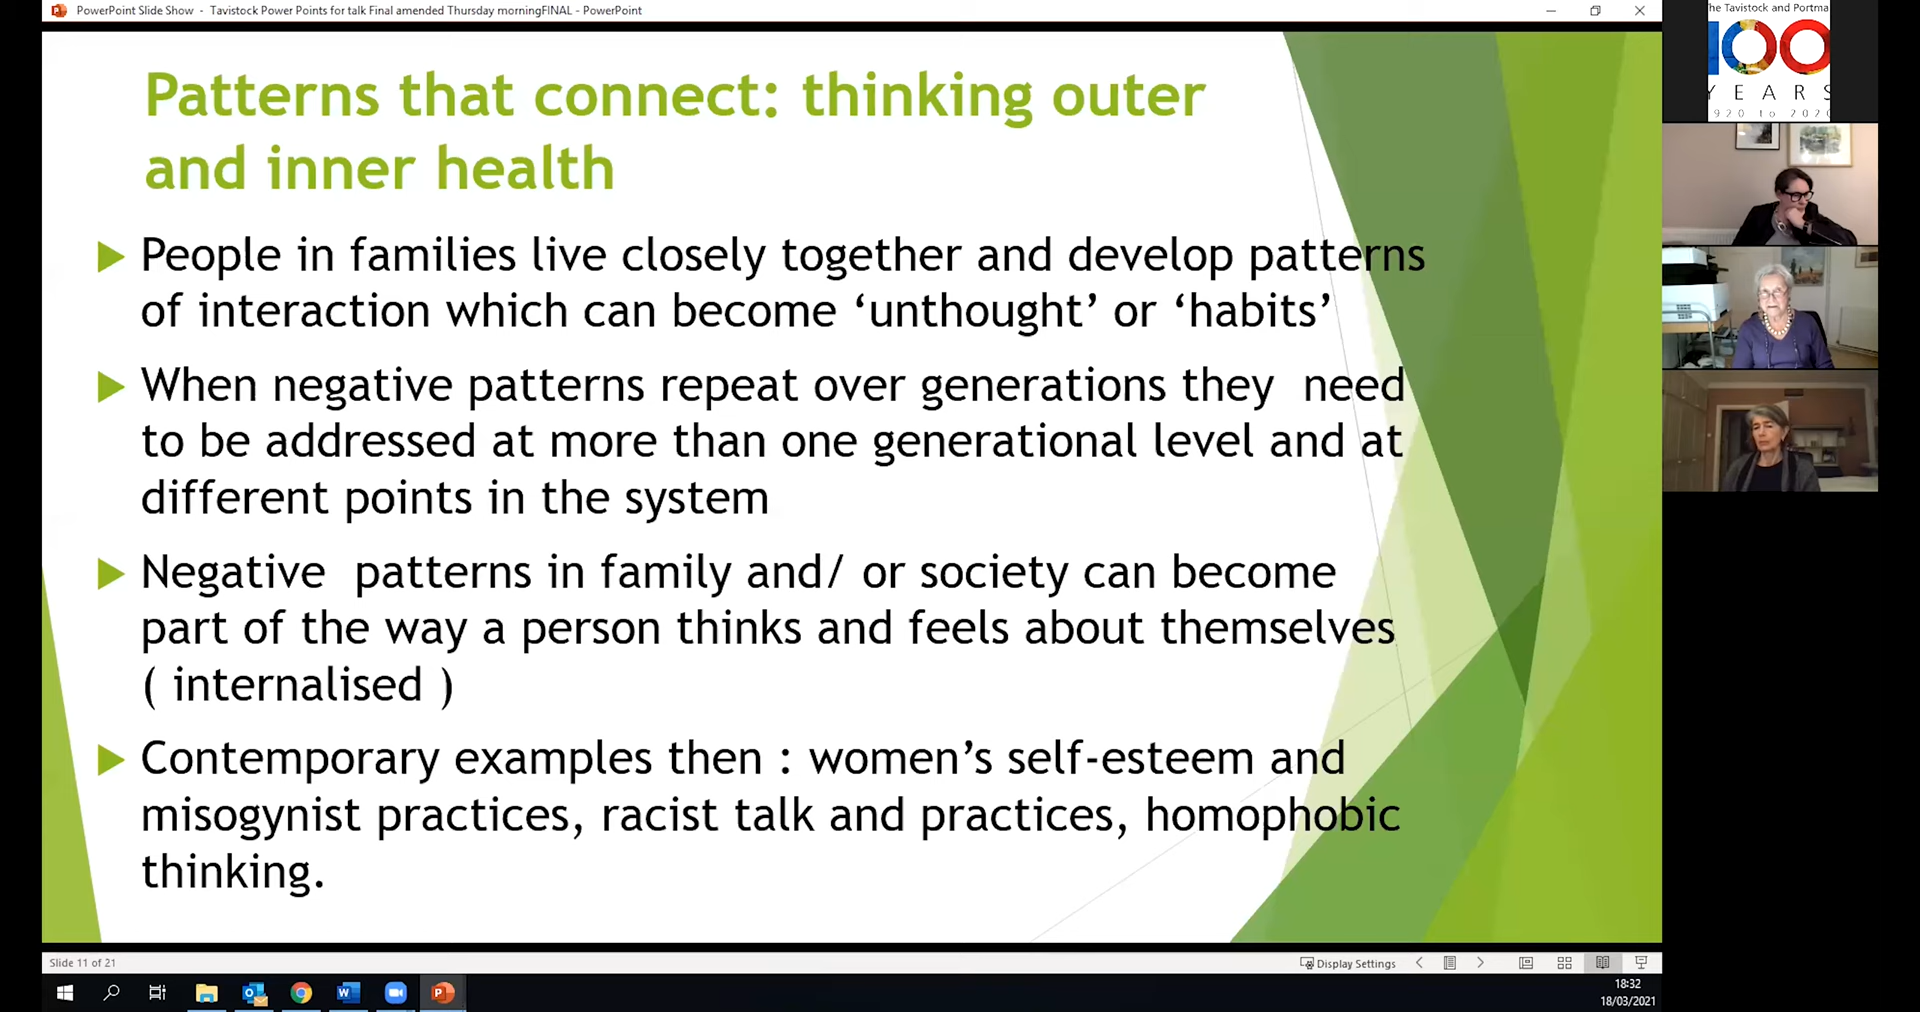 PowerPoint Slide Show - Tavistock Power Points for talk Final amended Thursday morningFINAL - PowerPoint
Patterns that connect: thinking outer
and inner health
People in families live closely together and develop patterns
of interaction which can become ‘unthought’ or ‘habits’
When negative patterns repeat over generations they  need
to be addressed at more than one generational level and at
different points in the system
Negative  patterns in family and/ or society can become
part of the way a person thinks and feels about themselves
( internalised )
Contemporary examples then : women’s self-esteem and
misogynist practices, racist talk and practices, homophobic
thinking.
The Tavistock and Portma
100
YEARS
920 to 2020
Slide 11 of 21
Display Settings
18:32
18/03/2021